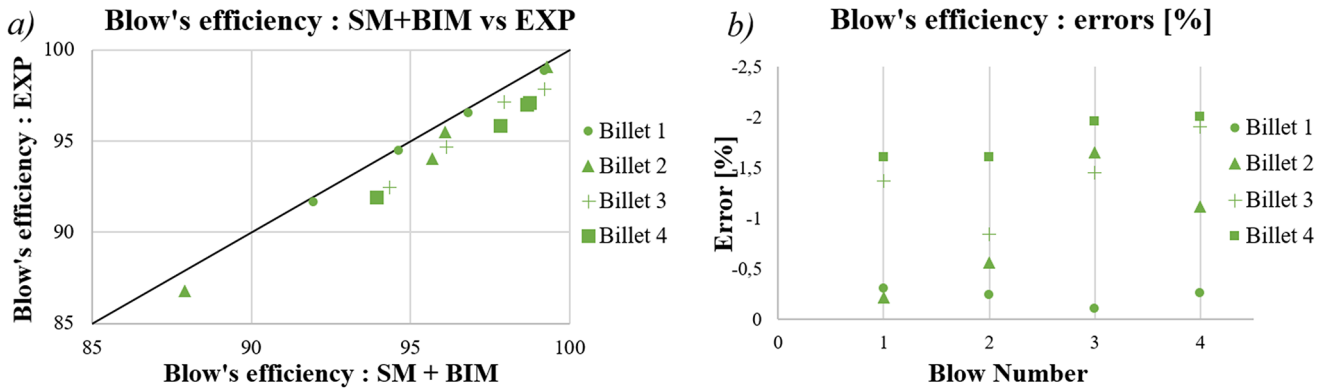 a)
Blow's efficiency : SM+BIM vs EXP
Blow's efficiency : EXP
100
95
90
85
85
90
95
100
Blow's efficiency : SM + BIM
Billet 1
Billet 2
Billet 3
Billet 4
b)
Blow's efficiency : errors [%]
Error [%]
-2,5
-2
-1,5
-1
-0,5
0
0
1
2
3
4
Blow Number
Billet 1
Billet 2
Billet 3
Billet 4